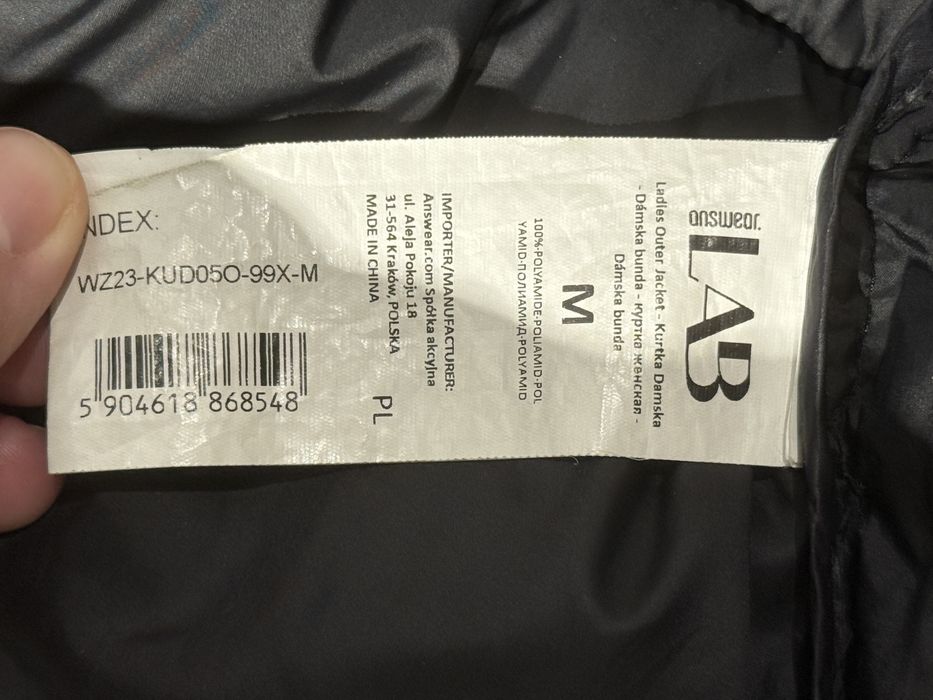 answear.
LAB
Ladies Outer Jacket - Kurtka Damska
- Dámska bunda - куртка женская -
Dámska bunda
M
100%·POLYAMIDE·POLIAMID·POL
YAMID·ПОЛИАМИД·POLYAMID
IMPORTER/MANUFACTURER:
Answear.com Spółka akcyjna
ul. Aleja Pokoju 18
31-564 Kraków, POLSKA
MADE IN CHINA
PL
NDEX:
WZ23-KUD05O-99X-M
5 904618 868548